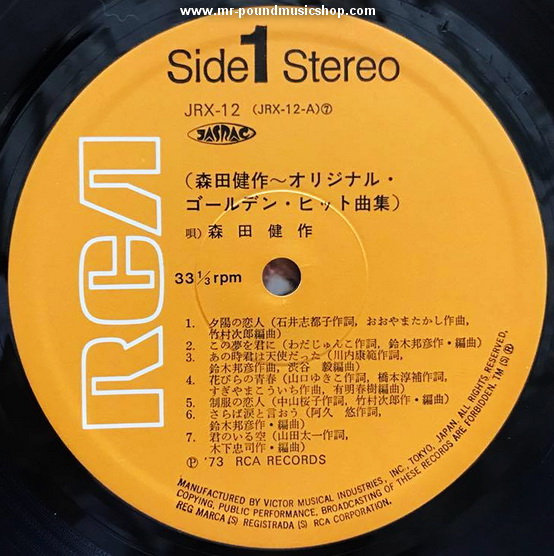 www.mr-poundmusicshop.com
Side 1 Stereo
JRX-12 (JRX-12-A)⑦
JASRAC
RCA
(森田健作〜オリジナル・
ゴールデン・ヒット曲集)
唄) 森田健作
33 1/3 rpm
1. 夕陽の恋人(石井志都子作詞, おおやまたかし作曲,
竹村次郎編曲)
2. この夢を君に(わだじゅんこ作詞, 鈴木邦彦作・編曲)
3. あの時君は天使だった(川内康範作詞,
鈴木邦彦作曲, 渋谷 毅編曲)
4. 花びらの青春(山口ゆきこ作詞, 橋本淳補作詞,
すぎやまこういち作曲, 有明春樹編曲)
5. 制服の恋人(中山桜子作詞, 竹村次郎作・編曲)
6. さらば涙と言おう(阿久 悠作詞,
鈴木邦彦作・編曲)
7. 君のいる空(山田太一作詞,
木下忠司作・編曲)
Ⓟ '73 RCA RECORDS
MANUFACTURED BY VICTOR MUSICAL INDUSTRIES, INC. TOKYO, JAPAN. ALL RIGHTS RESERVED.
COPYING, PUBLIC PERFORMANCE, BROADCASTING OF THESE RECORDS ARE FORBIDDEN. 1M (S) Ⓡ
REG MARCA (S) REGISTRADA (S) RCA CORPORATION.